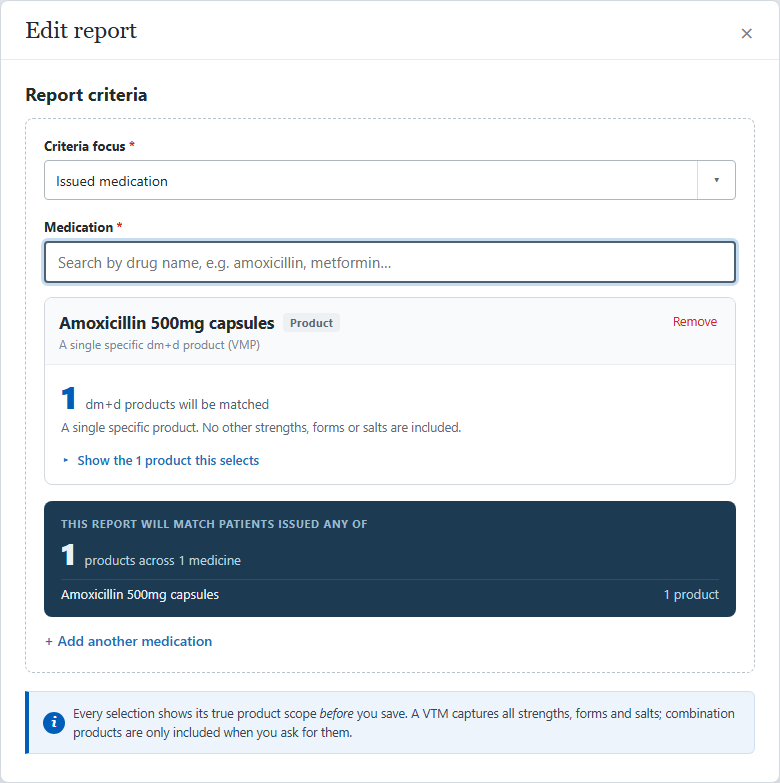 Edit report
×
Report criteria
Criteria focus *
Issued medication
Medication *
Search by drug name, e.g. amoxicillin, metformin...
Amoxicillin 500mg capsules Product Remove
A single specific dm+d product (VMP)
1 dm+d products will be matched
A single specific product. No other strengths, forms or salts are included.
Show the 1 product this selects
THIS REPORT WILL MATCH PATIENTS ISSUED ANY OF
1 products across 1 medicine
Amoxicillin 500mg capsules 1 product
+ Add another medication
i Every selection shows its true product scope before you save. A VTM captures all strengths, forms and salts; combination
products are only included when you ask for them.